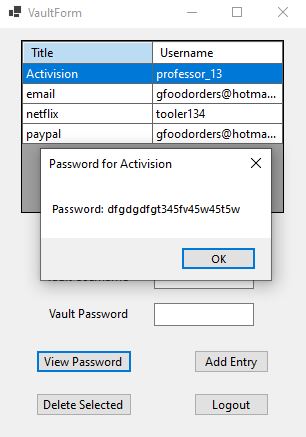 VaultForm
Title Username
Activision professor_13
email gfoodorders@hotma...
netflix tooler134
paypal gfoodorders@hotma...
Password for Activision
Password: dfgdgdfgt345fv45w45t5w
OK
Vault Password
View Password Add Entry
Delete Selected Logout